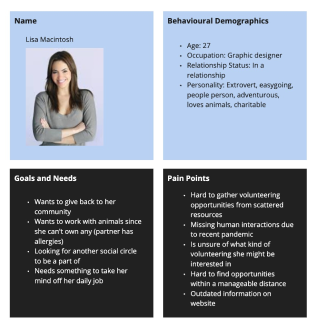 Name
Lisa Macintosh
Behavioural Demographics
• Age: 27
• Occupation: Graphic designer
• Relationship Status: In a
relationship
• Personality: Extrovert, easygoing,
people person, adventurous,
loves animals, charitable
Goals and Needs
• Wants to give back to her
community
• Wants to work with animals since
she can't own any (partner has
allergies)
• Looking for another social circle
to be a part of
• Needs something to take her
mind off her daily job
Pain Points
• Hard to gather volunteering
opportunities from scattered
resources
• Missing human interactions due
to recent pandemic
• Is unsure of what kind of
volunteering she might be
interested in
• Hard to find opportunities
within a manageable distance
• Outdated information on
website